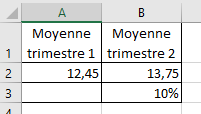 A B
Moyenne Moyenne
1 trimestre 1 trimestre 2
2 12,45 13,75
3 10%